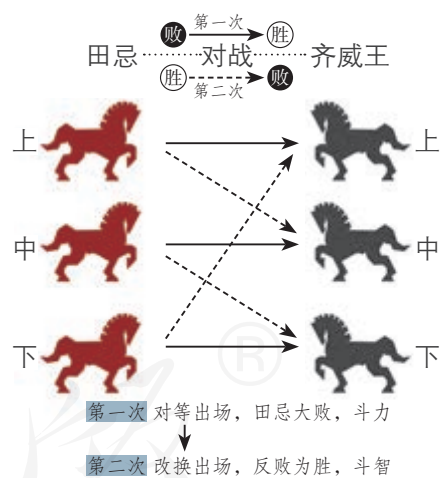 败 第一次 胜
田忌……对战……齐威王
胜 第二次 败
上 上
中 中
下 下
®
第一次 对等出场，田忌大败，斗力
第二次 改换出场，反败为胜，斗智